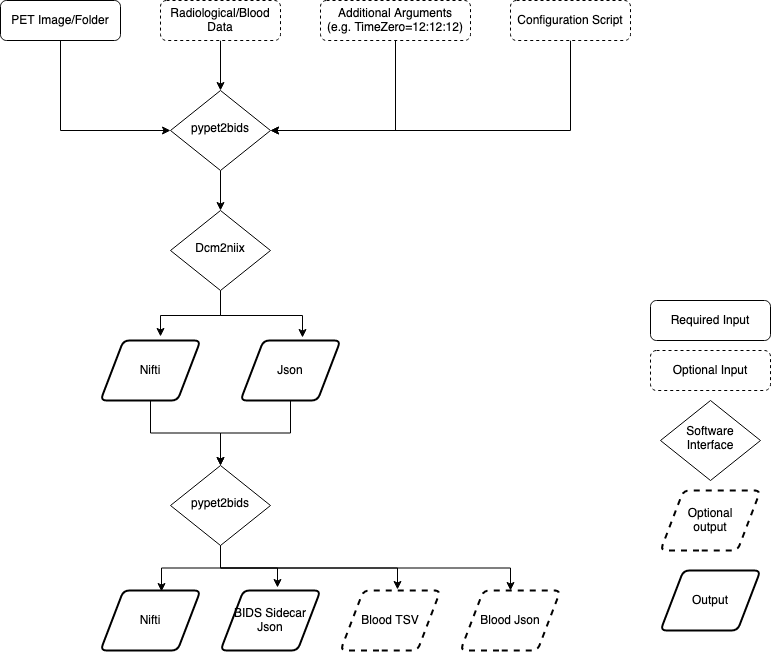 PET Image/Folder
Radiological/Blood
Data
Additional Arguments
(e.g. TimeZero=12:12:12)
Configuration Script
pypet2bids
Dcm2niix
Nifti
Json
pypet2bids
Nifti
BIDS Sidecar
Json
Blood TSV
Blood Json
Required Input
Optional Input
Software
Interface
Optional
output
Output